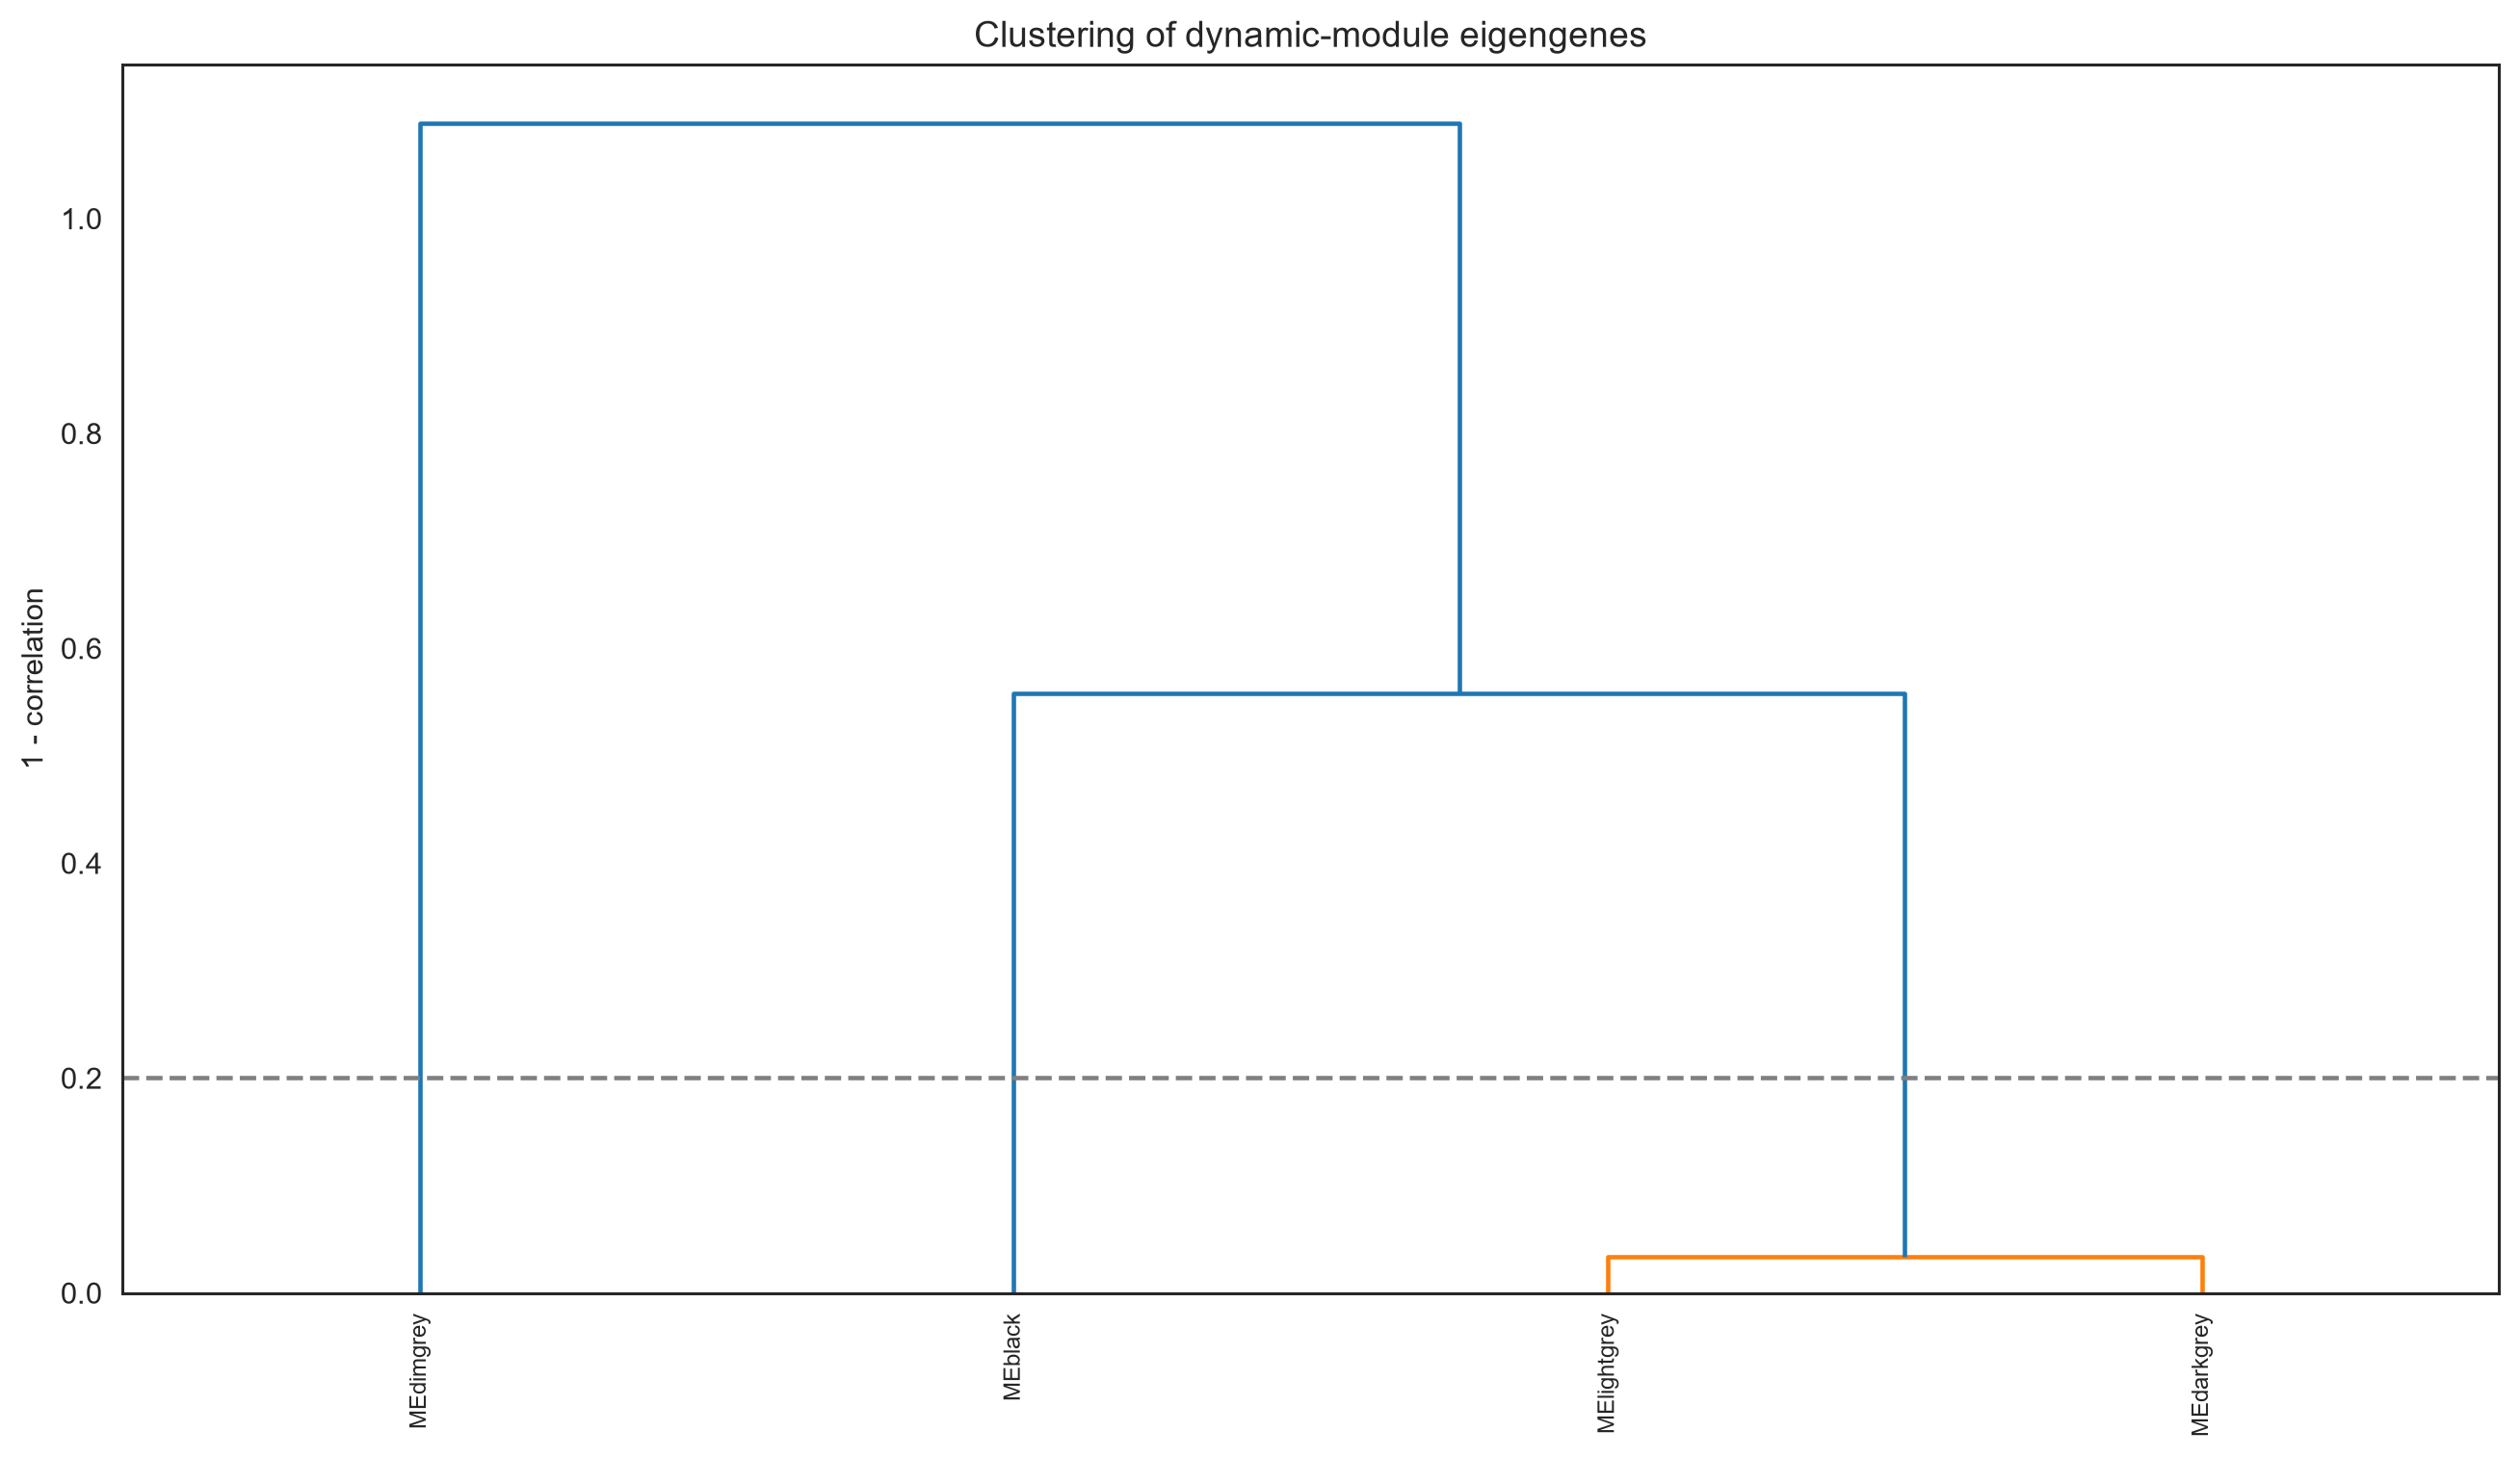 Clustering of dynamic-module eigengenes
1 - correlation
1.0
0.8
0.6
0.4
0.2
0.0
MEdimgrey
MEblack
MElightgrey
MEdarkgrey